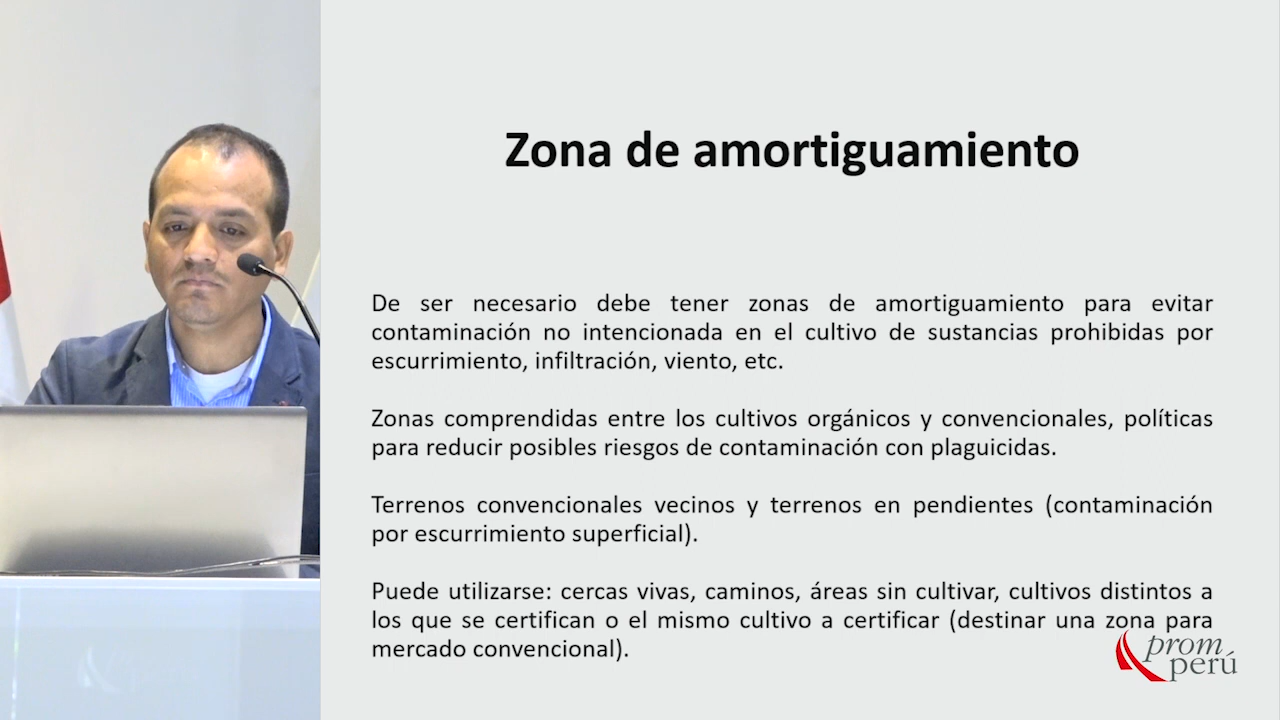 Zona de amortiguamiento
De ser necesario debe tener zonas de amortiguamiento para evitar
contaminación no intencionada en el cultivo de sustancias prohibidas por
escurrimiento, infiltración, viento, etc.
Zonas comprendidas entre los cultivos orgánicos y convencionales, políticas
para reducir posibles riesgos de contaminación con plaguicidas.
Terrenos convencionales vecinos y terrenos en pendientes (contaminación
por escurrimiento superficial).
Puede utilizarse: cercas vivas, caminos, áreas sin cultivar, cultivos distintos a
los que se certifican o el mismo cultivo a certificar (destinar una zona para
mercado convencional).
prom
perú